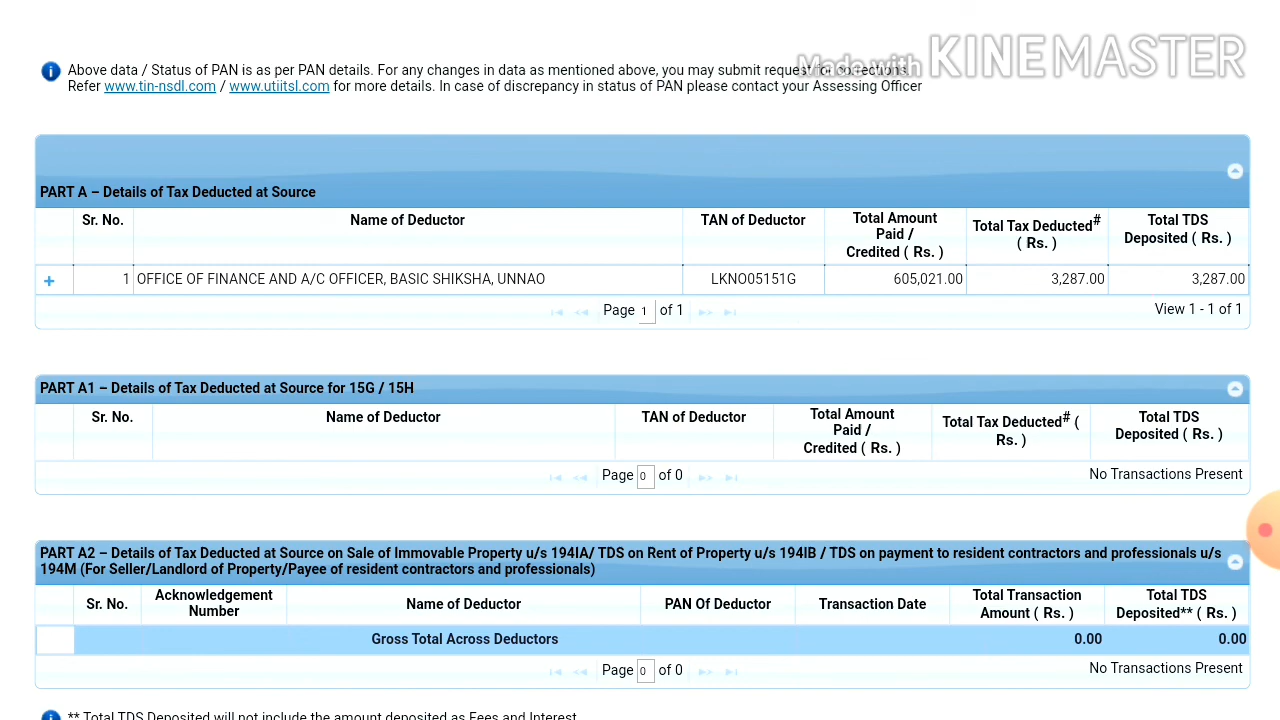 Made with KINEMASTER
Above data / Status of PAN is as per PAN details. For any changes in data as mentioned above, you may submit request for corrections.
Refer www.tin-nsdl.com / www.utiitsl.com for more details. In case of discrepancy in status of PAN please contact your Assessing Officer
PART A – Details of Tax Deducted at Source
Sr. No. Name of Deductor TAN of Deductor Total Amount Paid / Credited ( Rs. ) Total Tax Deducted# ( Rs. ) Total TDS Deposited ( Rs. )
+ 1 OFFICE OF FINANCE AND A/C OFFICER, BASIC SHIKSHA, UNNAO LKNO05151G 605,021.00 3,287.00 3,287.00
Page 1 of 1 View 1 - 1 of 1
PART A1 – Details of Tax Deducted at Source for 15G / 15H
Sr. No. Name of Deductor TAN of Deductor Total Amount Paid / Credited ( Rs. ) Total Tax Deducted# ( Rs. ) Total TDS Deposited ( Rs. )
Page 0 of 0 No Transactions Present
PART A2 – Details of Tax Deducted at Source on Sale of Immovable Property u/s 194IA/ TDS on Rent of Property u/s 194IB / TDS on payment to resident contractors and professionals u/s
194M (For Seller/Landlord of Property/Payee of resident contractors and professionals)
Sr. No. Acknowledgement Number Name of Deductor PAN Of Deductor Transaction Date Total Transaction Amount ( Rs. ) Total TDS Deposited** ( Rs. )
Gross Total Across Deductors 0.00 0.00
Page 0 of 0 No Transactions Present
** Total TDS Deposited will not include the amount deposited as Fees and Interest